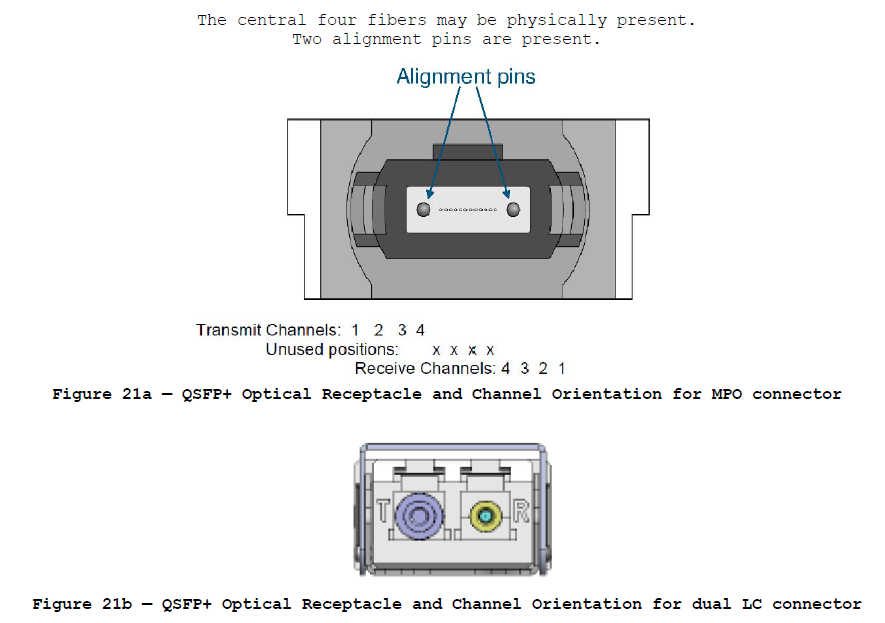 The central four fibers may be physically present.
Two alignment pins are present.
Alignment pins
Transmit Channels: 1 2 3 4
Unused positions: x x x x
Receive Channels: 4 3 2 1
Figure 21a — QSFP+ Optical Receptacle and Channel Orientation for MPO connector
T R
Figure 21b — QSFP+ Optical Receptacle and Channel Orientation for dual LC connector